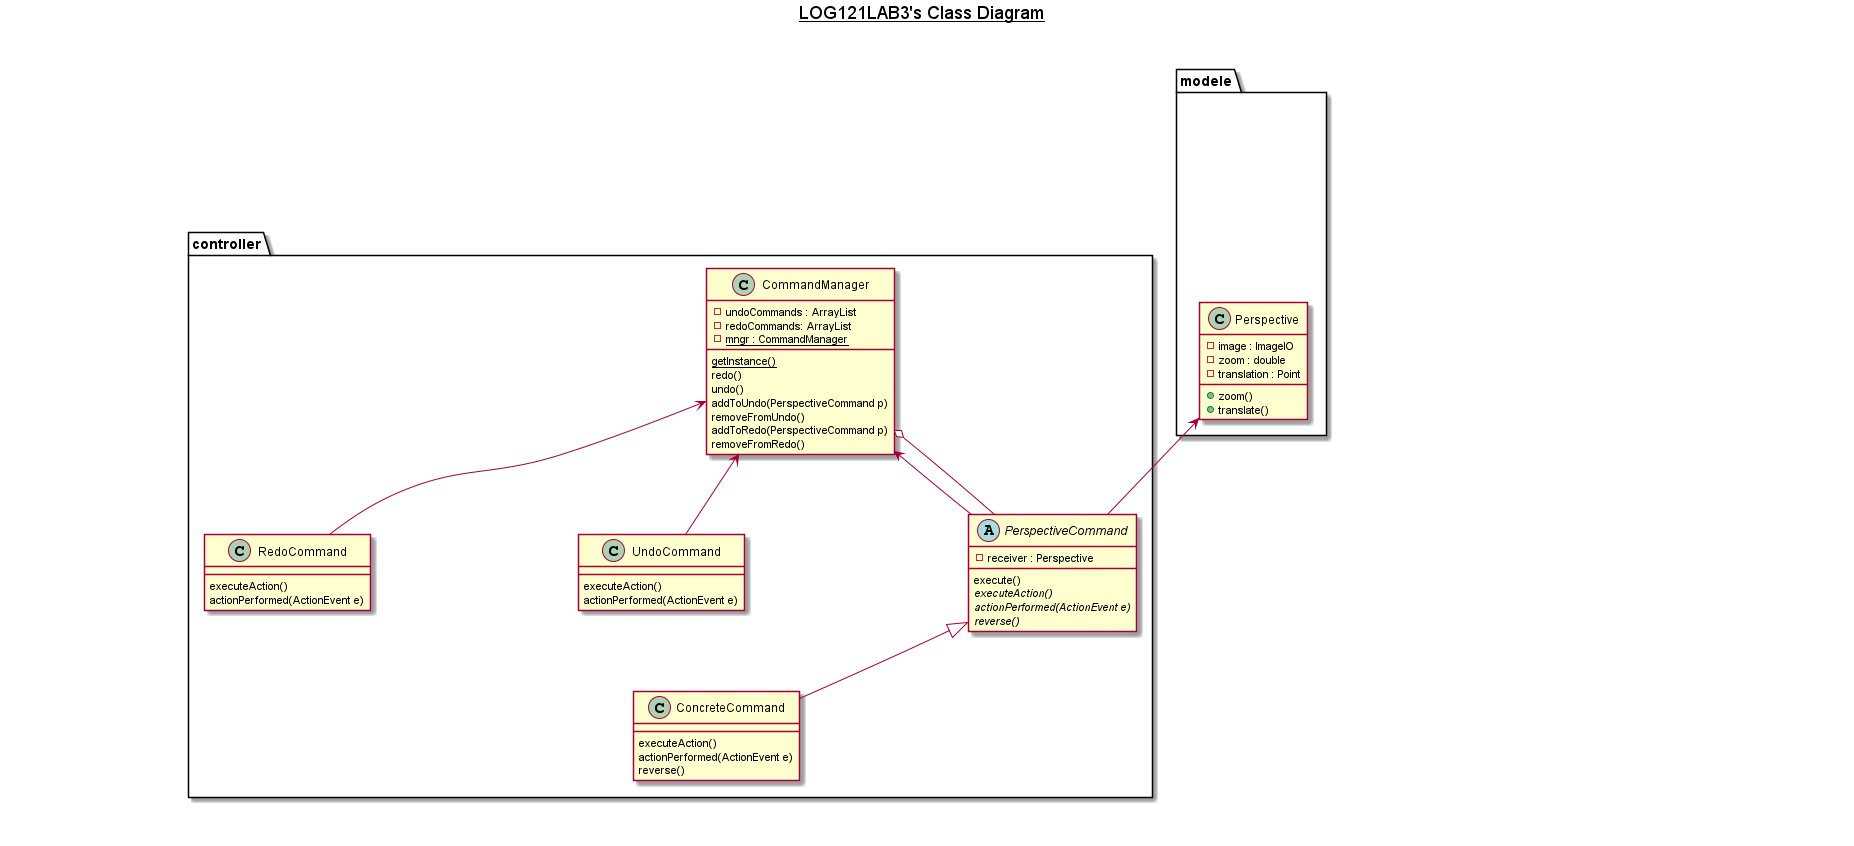 LOG121LAB3's Class Diagram
modele
controller
C CommandManager
undoCommands : ArrayList
redoCommands: ArrayList
mngr : CommandManager
getInstance()
redo()
undo()
addToUndo(PerspectiveCommand p)
removeFromUndo()
addToRedo(PerspectiveCommand p)
removeFromRedo()
C Perspective
image : ImageIO
zoom : double
translation : Point
zoom()
translate()
C RedoCommand
executeAction()
actionPerformed(ActionEvent e)
C UndoCommand
executeAction()
actionPerformed(ActionEvent e)
A PerspectiveCommand
receiver : Perspective
execute()
executeAction()
actionPerformed(ActionEvent e)
reverse()
C ConcreteCommand
executeAction()
actionPerformed(ActionEvent e)
reverse()